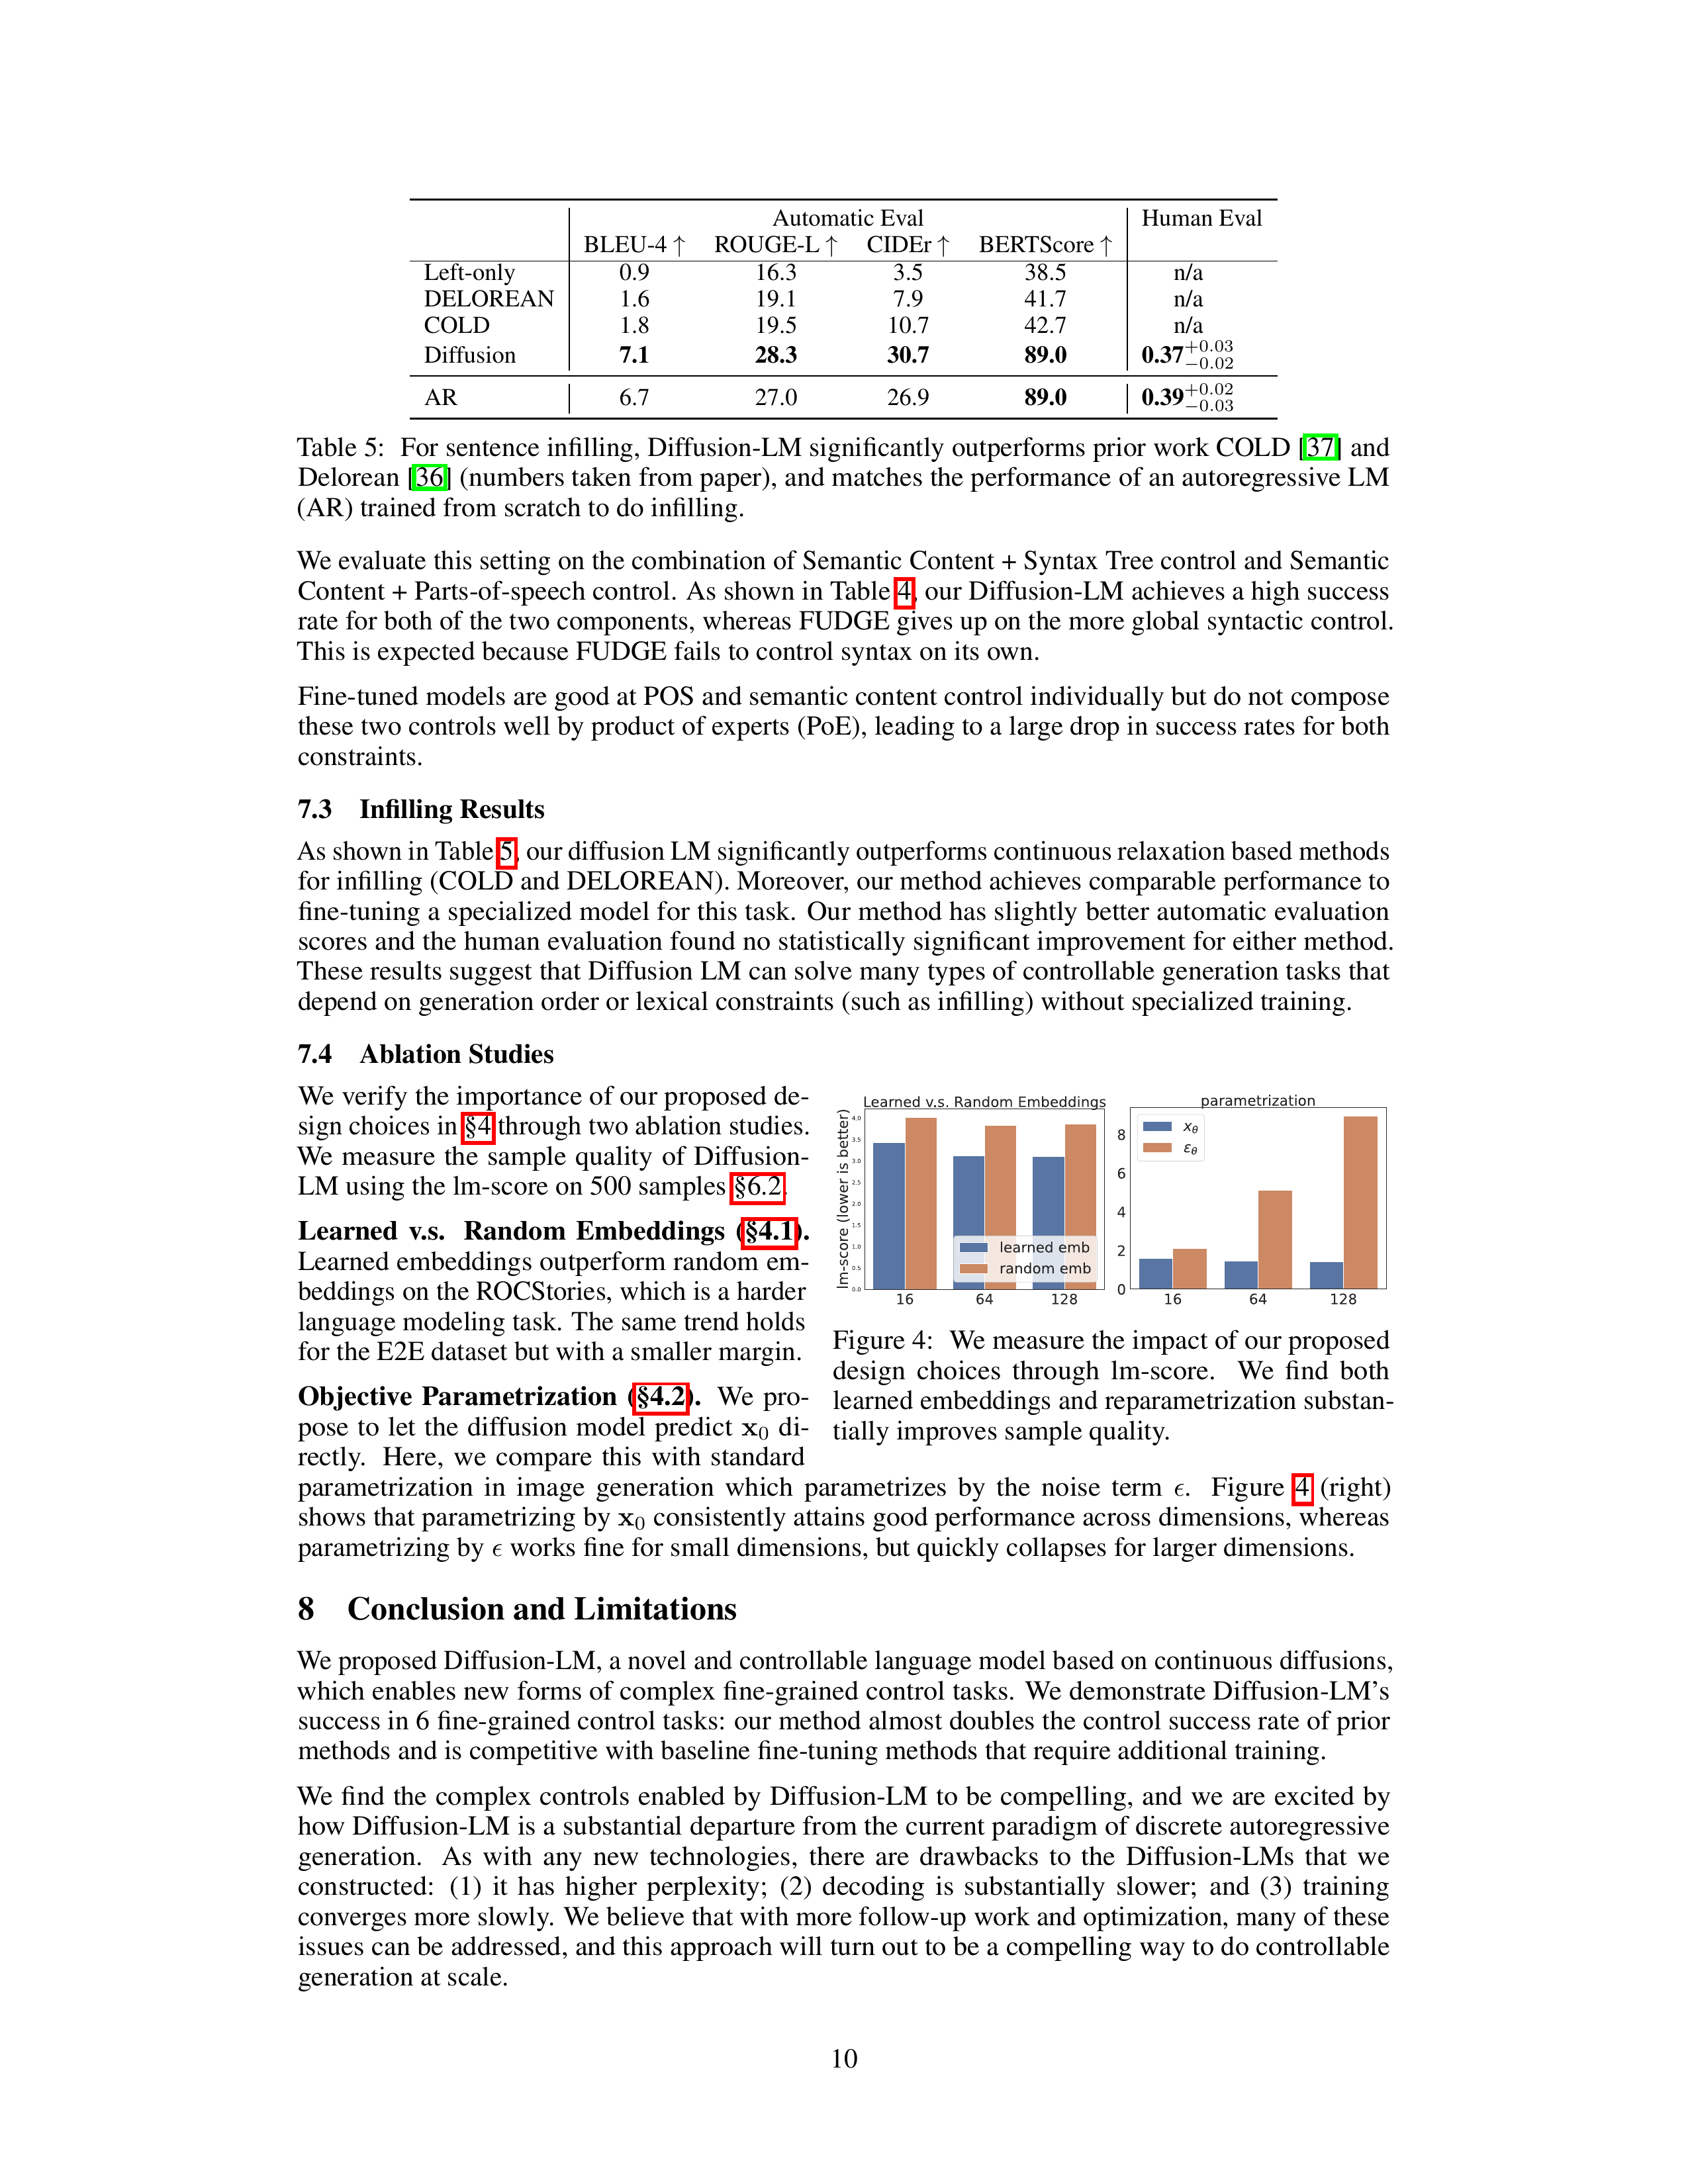 Automatic Eval Human Eval
BLEU-4 ↑ ROUGE-L ↑ CIDEr ↑ BERTScore ↑
Left-only 0.9 16.3 3.5 38.5 n/a
DELOREAN 1.6 19.1 7.9 41.7 n/a
COLD 1.8 19.5 10.7 42.7 n/a
Diffusion 7.1 28.3 30.7 89.0 0.37 +0.03 −0.02
AR 6.7 27.0 26.9 89.0 0.39 +0.02 −0.03
Table 5: For sentence infilling, Diffusion-LM significantly outperforms prior work COLD [37] and
Delorean [36] (numbers taken from paper), and matches the performance of an autoregressive LM
(AR) trained from scratch to do infilling.
We evaluate this setting on the combination of Semantic Content + Syntax Tree control and Semantic
Content + Parts-of-speech control. As shown in Table 4, our Diffusion-LM achieves a high success
rate for both of the two components, whereas FUDGE gives up on the more global syntactic control.
This is expected because FUDGE fails to control syntax on its own.
Fine-tuned models are good at POS and semantic content control individually but do not compose
these two controls well by product of experts (PoE), leading to a large drop in success rates for both
constraints.
7.3 Infilling Results
As shown in Table 5, our diffusion LM significantly outperforms continuous relaxation based methods
for infilling (COLD and DELOREAN). Moreover, our method achieves comparable performance to
fine-tuning a specialized model for this task. Our method has slightly better automatic evaluation
scores and the human evaluation found no statistically significant improvement for either method.
These results suggest that Diffusion LM can solve many types of controllable generation tasks that
depend on generation order or lexical constraints (such as infilling) without specialized training.
7.4 Ablation Studies
We verify the importance of our proposed de-
sign choices in §4 through two ablation studies.
We measure the sample quality of Diffusion-
LM using the lm-score on 500 samples §6.2.
Learned v.s. Random Embeddings (§4.1).
Learned embeddings outperform random em-
beddings on the ROCStories, which is a harder
language modeling task. The same trend holds
for the E2E dataset but with a smaller margin.
Objective Parametrization (§4.2). We pro-
pose to let the diffusion model predict x0 di-
rectly. Here, we compare this with standard
Learned v.s. Random Embeddings
lm-score (lower is better)
4.0
3.5
3.0
2.5
2.0
1.5
1.0
0.5
0.0
learned emb
random emb
16 64 128
parametrization
8
6
4
2
0
xθ
εθ
16 64 128
Figure 4: We measure the impact of our proposed
design choices through lm-score. We find both
learned embeddings and reparametrization substan-
tially improves sample quality.
parametrization in image generation which parametrizes by the noise term ϵ. Figure 4 (right)
shows that parametrizing by x0 consistently attains good performance across dimensions, whereas
parametrizing by ϵ works fine for small dimensions, but quickly collapses for larger dimensions.
8 Conclusion and Limitations
We proposed Diffusion-LM, a novel and controllable language model based on continuous diffusions,
which enables new forms of complex fine-grained control tasks. We demonstrate Diffusion-LM's
success in 6 fine-grained control tasks: our method almost doubles the control success rate of prior
methods and is competitive with baseline fine-tuning methods that require additional training.
We find the complex controls enabled by Diffusion-LM to be compelling, and we are excited by
how Diffusion-LM is a substantial departure from the current paradigm of discrete autoregressive
generation. As with any new technologies, there are drawbacks to the Diffusion-LMs that we
constructed: (1) it has higher perplexity; (2) decoding is substantially slower; and (3) training
converges more slowly. We believe that with more follow-up work and optimization, many of these
issues can be addressed, and this approach will turn out to be a compelling way to do controllable
generation at scale.
10